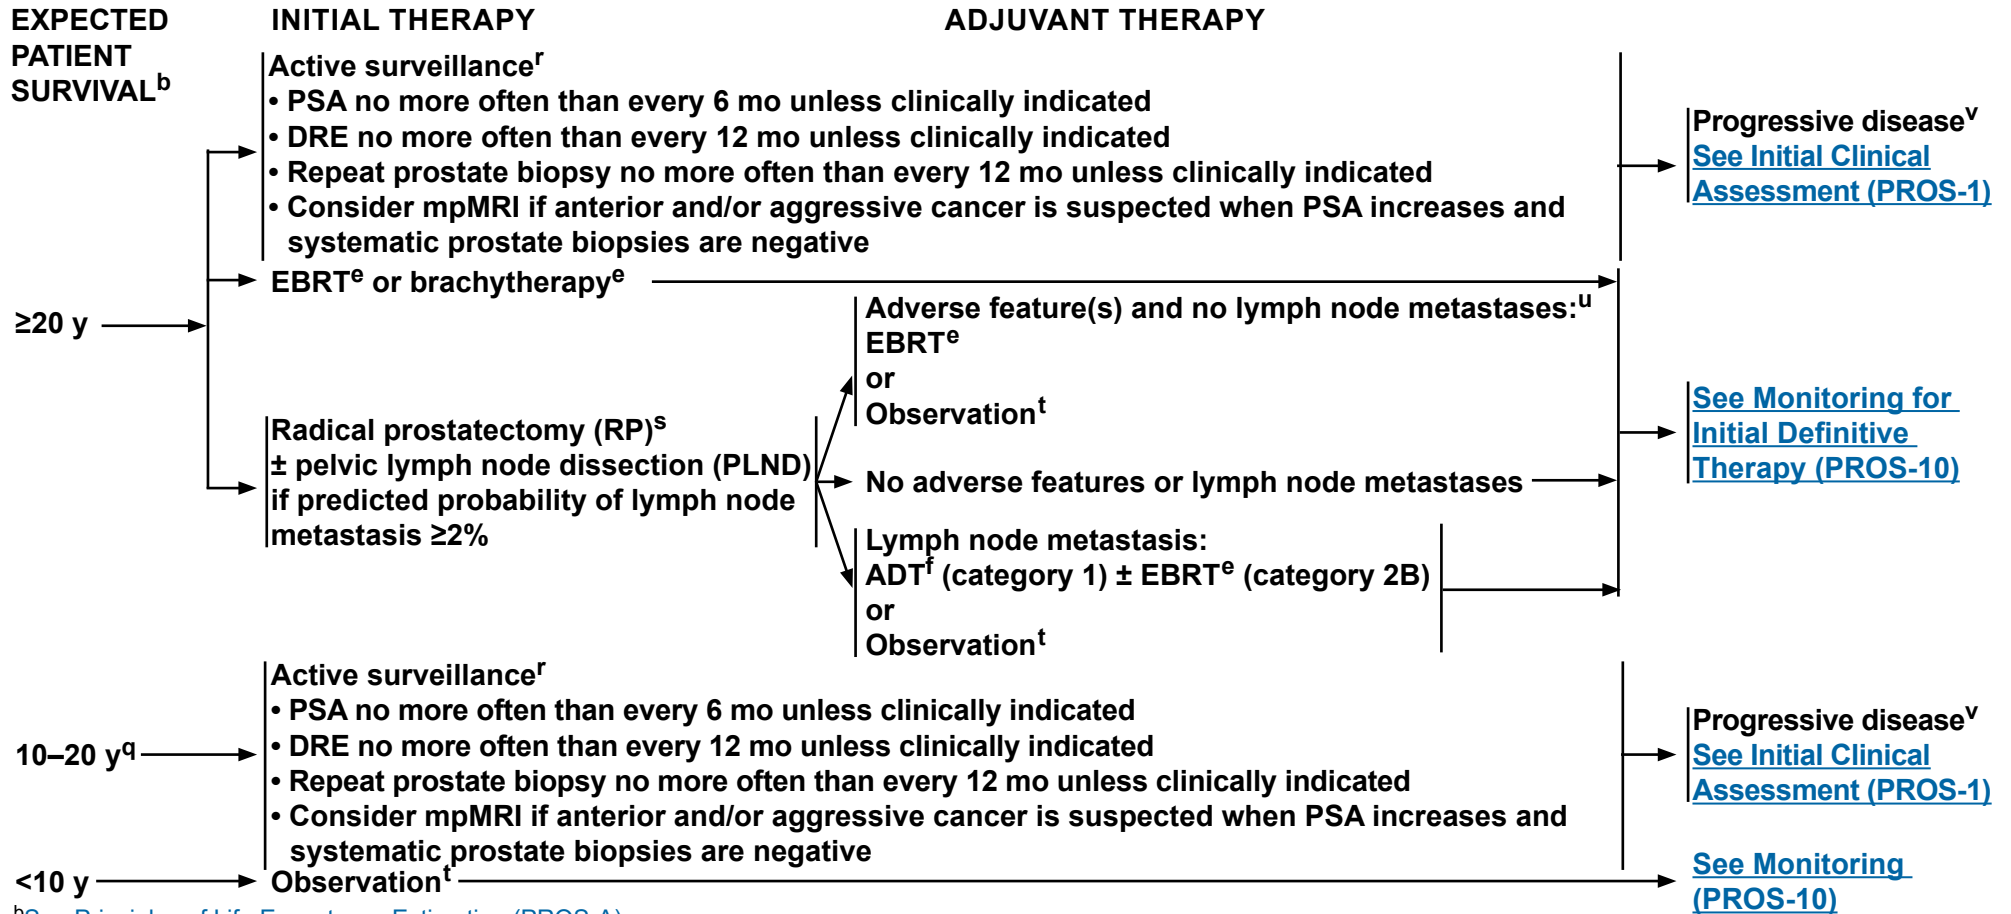 EXPECTED PATIENT SURVIVALᵇ
INITIAL THERAPY
ADJUVANT THERAPY
≥20 y
Active surveillanceʳ
• PSA no more often than every 6 mo unless clinically indicated
• DRE no more often than every 12 mo unless clinically indicated
• Repeat prostate biopsy no more often than every 12 mo unless clinically indicated
• Consider mpMRI if anterior and/or aggressive cancer is suspected when PSA increases and
systematic prostate biopsies are negative
Progressive diseaseᵛ
See Initial Clinical
Assessment (PROS-1)
EBRTᵉ or brachytherapyᵉ
Radical prostatectomy (RP)ˢ
± pelvic lymph node dissection (PLND)
if predicted probability of lymph node
metastasis ≥2%
Adverse feature(s) and no lymph node metastases:ᵘ
EBRTᵉ
or
Observationᵗ
No adverse features or lymph node metastases
Lymph node metastasis:
ADTᶠ (category 1) ± EBRTᵉ (category 2B)
or
Observationᵗ
See Monitoring for
Initial Definitive
Therapy (PROS-10)
10–20 y^q
Active surveillanceʳ
• PSA no more often than every 6 mo unless clinically indicated
• DRE no more often than every 12 mo unless clinically indicated
• Repeat prostate biopsy no more often than every 12 mo unless clinically indicated
• Consider mpMRI if anterior and/or aggressive cancer is suspected when PSA increases and
systematic prostate biopsies are negative
Progressive diseaseᵛ
See Initial Clinical
Assessment (PROS-1)
<10 y
Observationᵗ
See Monitoring
(PROS-10)